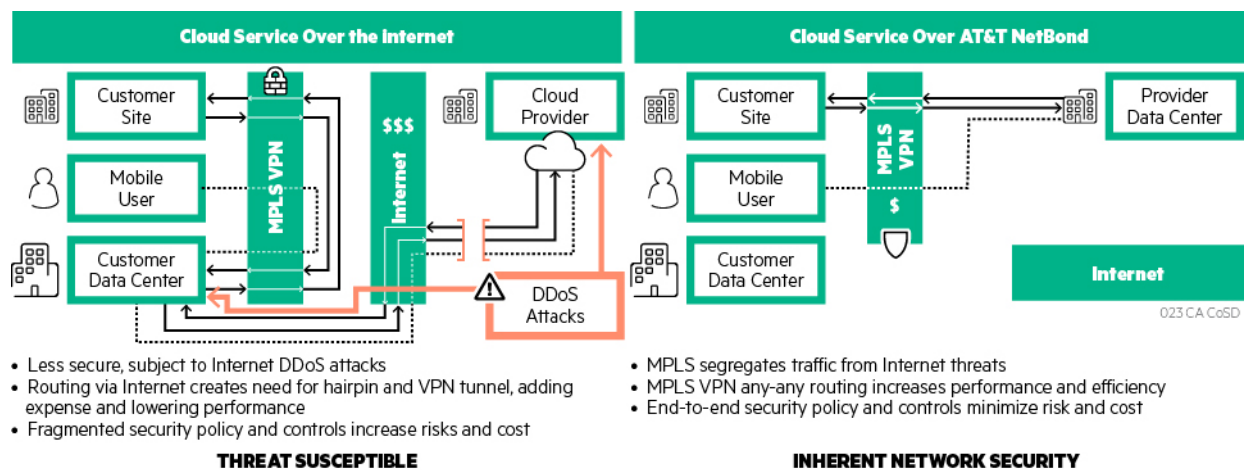 Cloud Service Over the internet
Customer
Site
Mobile
User
Customer
Data Center
MPLS VPN
$$$
Internet
Cloud
Provider
DDoS
Attacks
• Less secure, subject to Internet DDoS attacks
• Routing via Internet creates need for hairpin and VPN tunnel, adding
expense and lowering performance
• Fragmented security policy and controls increase risks and cost
THREAT SUSCEPTIBLE
Cloud Service Over AT&T NetBond
Customer
Site
Mobile
User
Customer
Data Center
MPLS
VPN
$
Provider
Data Center
Internet
023 CA CoSD
• MPLS segregates traffic from Internet threats
• MPLS VPN any-any routing increases performance and efficiency
• End-to-end security policy and controls minimize risk and cost
INHERENT NETWORK SECURITY